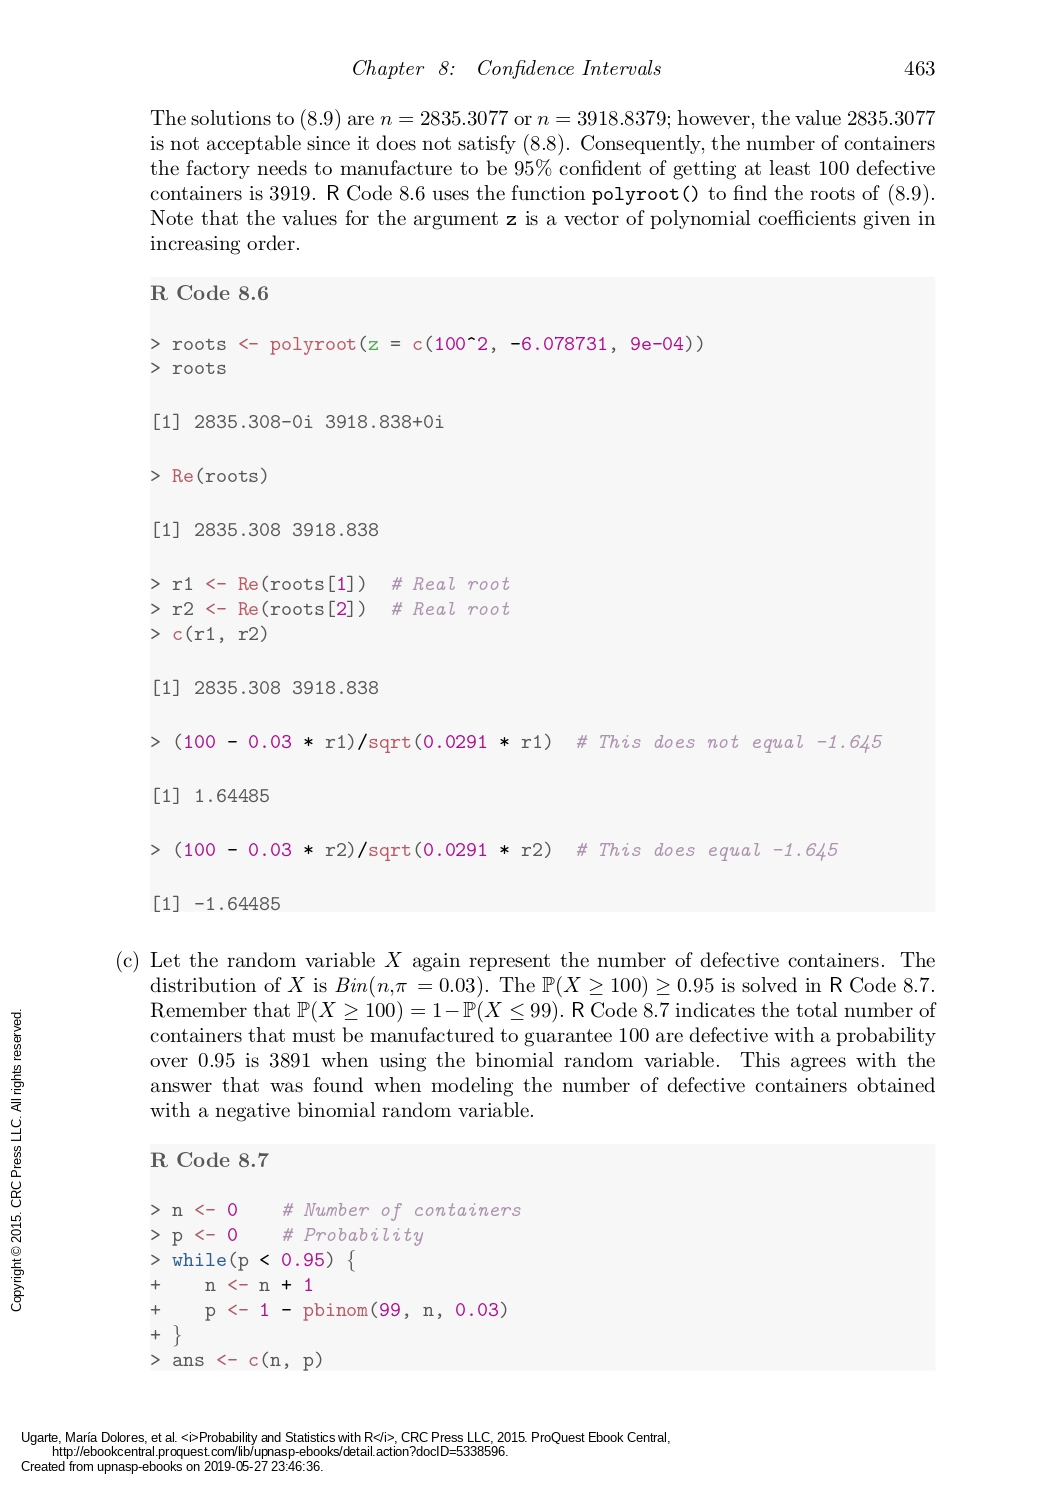 Chapter 8: Confidence Intervals 463
The solutions to (8.9) are n = 2835.3077 or n = 3918.8379; however, the value 2835.3077
is not acceptable since it does not satisfy (8.8). Consequently, the number of containers
the factory needs to manufacture to be 95% confident of getting at least 100 defective
containers is 3919. R Code 8.6 uses the function polyroot() to find the roots of (8.9).
Note that the values for the argument z is a vector of polynomial coefficients given in
increasing order.
R Code 8.6
> roots <- polyroot(z = c(100^2, -6.078731, 9e-04))
> roots
[1] 2835.308-0i 3918.838+0i
> Re(roots)
[1] 2835.308 3918.838
> r1 <- Re(roots[1]) # Real root
> r2 <- Re(roots[2]) # Real root
> c(r1, r2)
[1] 2835.308 3918.838
> (100 - 0.03 * r1)/sqrt(0.0291 * r1) # This does not equal -1.645
[1] 1.64485
> (100 - 0.03 * r2)/sqrt(0.0291 * r2) # This does equal -1.645
[1] -1.64485
(c) Let the random variable X again represent the number of defective containers. The
distribution of X is Bin(n,π = 0.03). The ℙ(X ≥ 100) ≥ 0.95 is solved in R Code 8.7.
Remember that ℙ(X ≥ 100) = 1−ℙ(X ≤ 99). R Code 8.7 indicates the total number of
containers that must be manufactured to guarantee 100 are defective with a probability
over 0.95 is 3891 when using the binomial random variable. This agrees with the
answer that was found when modeling the number of defective containers obtained
with a negative binomial random variable.
R Code 8.7
> n <- 0 # Number of containers
> p <- 0 # Probability
> while(p < 0.95) {
+ n <- n + 1
+ p <- 1 - pbinom(99, n, 0.03)
+ }
> ans <- c(n, p)
Copyright © 2015. CRC Press LLC. All rights reserved.
Ugarte, María Dolores, et al. <i>Probability and Statistics with R</i>, CRC Press LLC, 2015. ProQuest Ebook Central,
http://ebookcentral.proquest.com/lib/upnasp-ebooks/detail.action?docID=5338596.
Created from upnasp-ebooks on 2019-05-27 23:46:36.